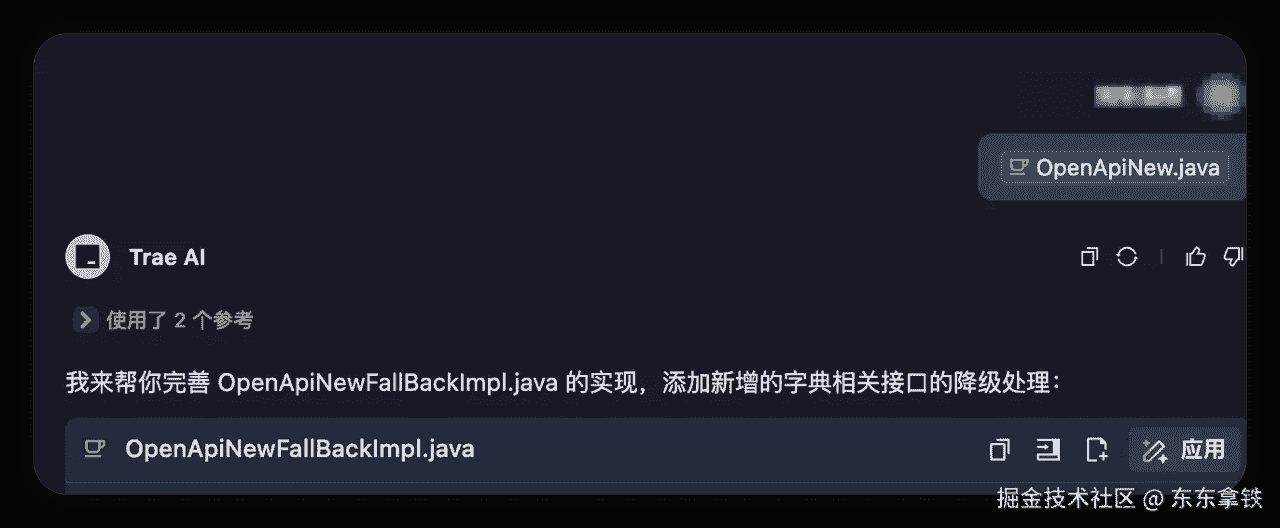 OpenApiNew.java
Trae AI
使用了 2 个参考
我来帮你完善 OpenApiNewFallBackImpl.java 的实现，添加新增的字典相关接口的降级处理：
OpenApiNewFallBackImpl.java
应用
掘金技术社区 @ 东东拿铁